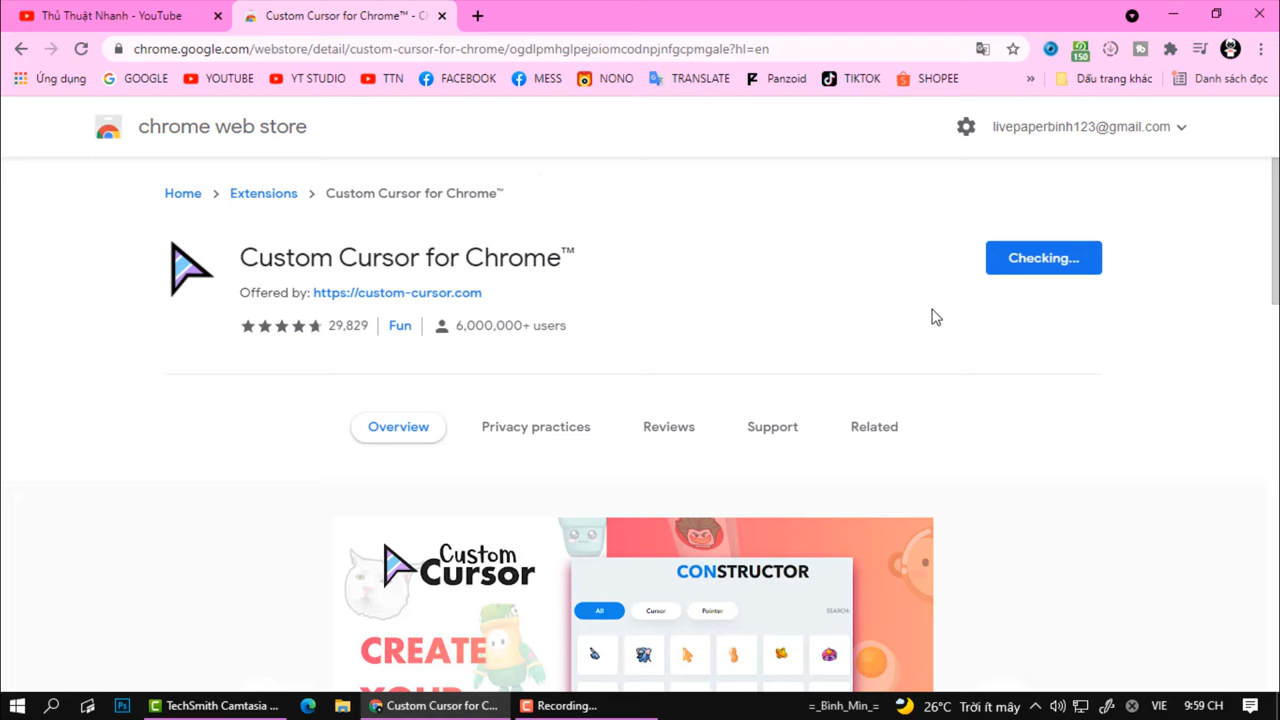 Thủ Thuật Nhanh - YouTube
Custom Cursor for Chrome™ - C
chrome.google.com/webstore/detail/custom-cursor-for-chrome/ogdlpmhglpejoiomcodnpjnfgcpmgale?hl=en
150
Ứng dụng GOOGLE YOUTUBE YT STUDIO TTN FACEBOOK MESS NONO TRANSLATE Panzoid TIKTOK SHOPEE » Dấu trang khác Danh sách đọc
chrome web store
livepaperbinh123@gmail.com
Home > Extensions > Custom Cursor for Chrome™
Custom Cursor for Chrome™
Checking...
Offered by: https://custom-cursor.com
29,829 Fun 6,000,000+ users
Overview Privacy practices Reviews Support Related
Custom
Cursor
CREATE
CONSTRUCTOR
All Cursor Pointer SEARCH
TechSmith Camtasia ... Custom Cursor for C... Recording... =_Bình_Min_= 26°C Trời ít mây VIE 9:59 CH